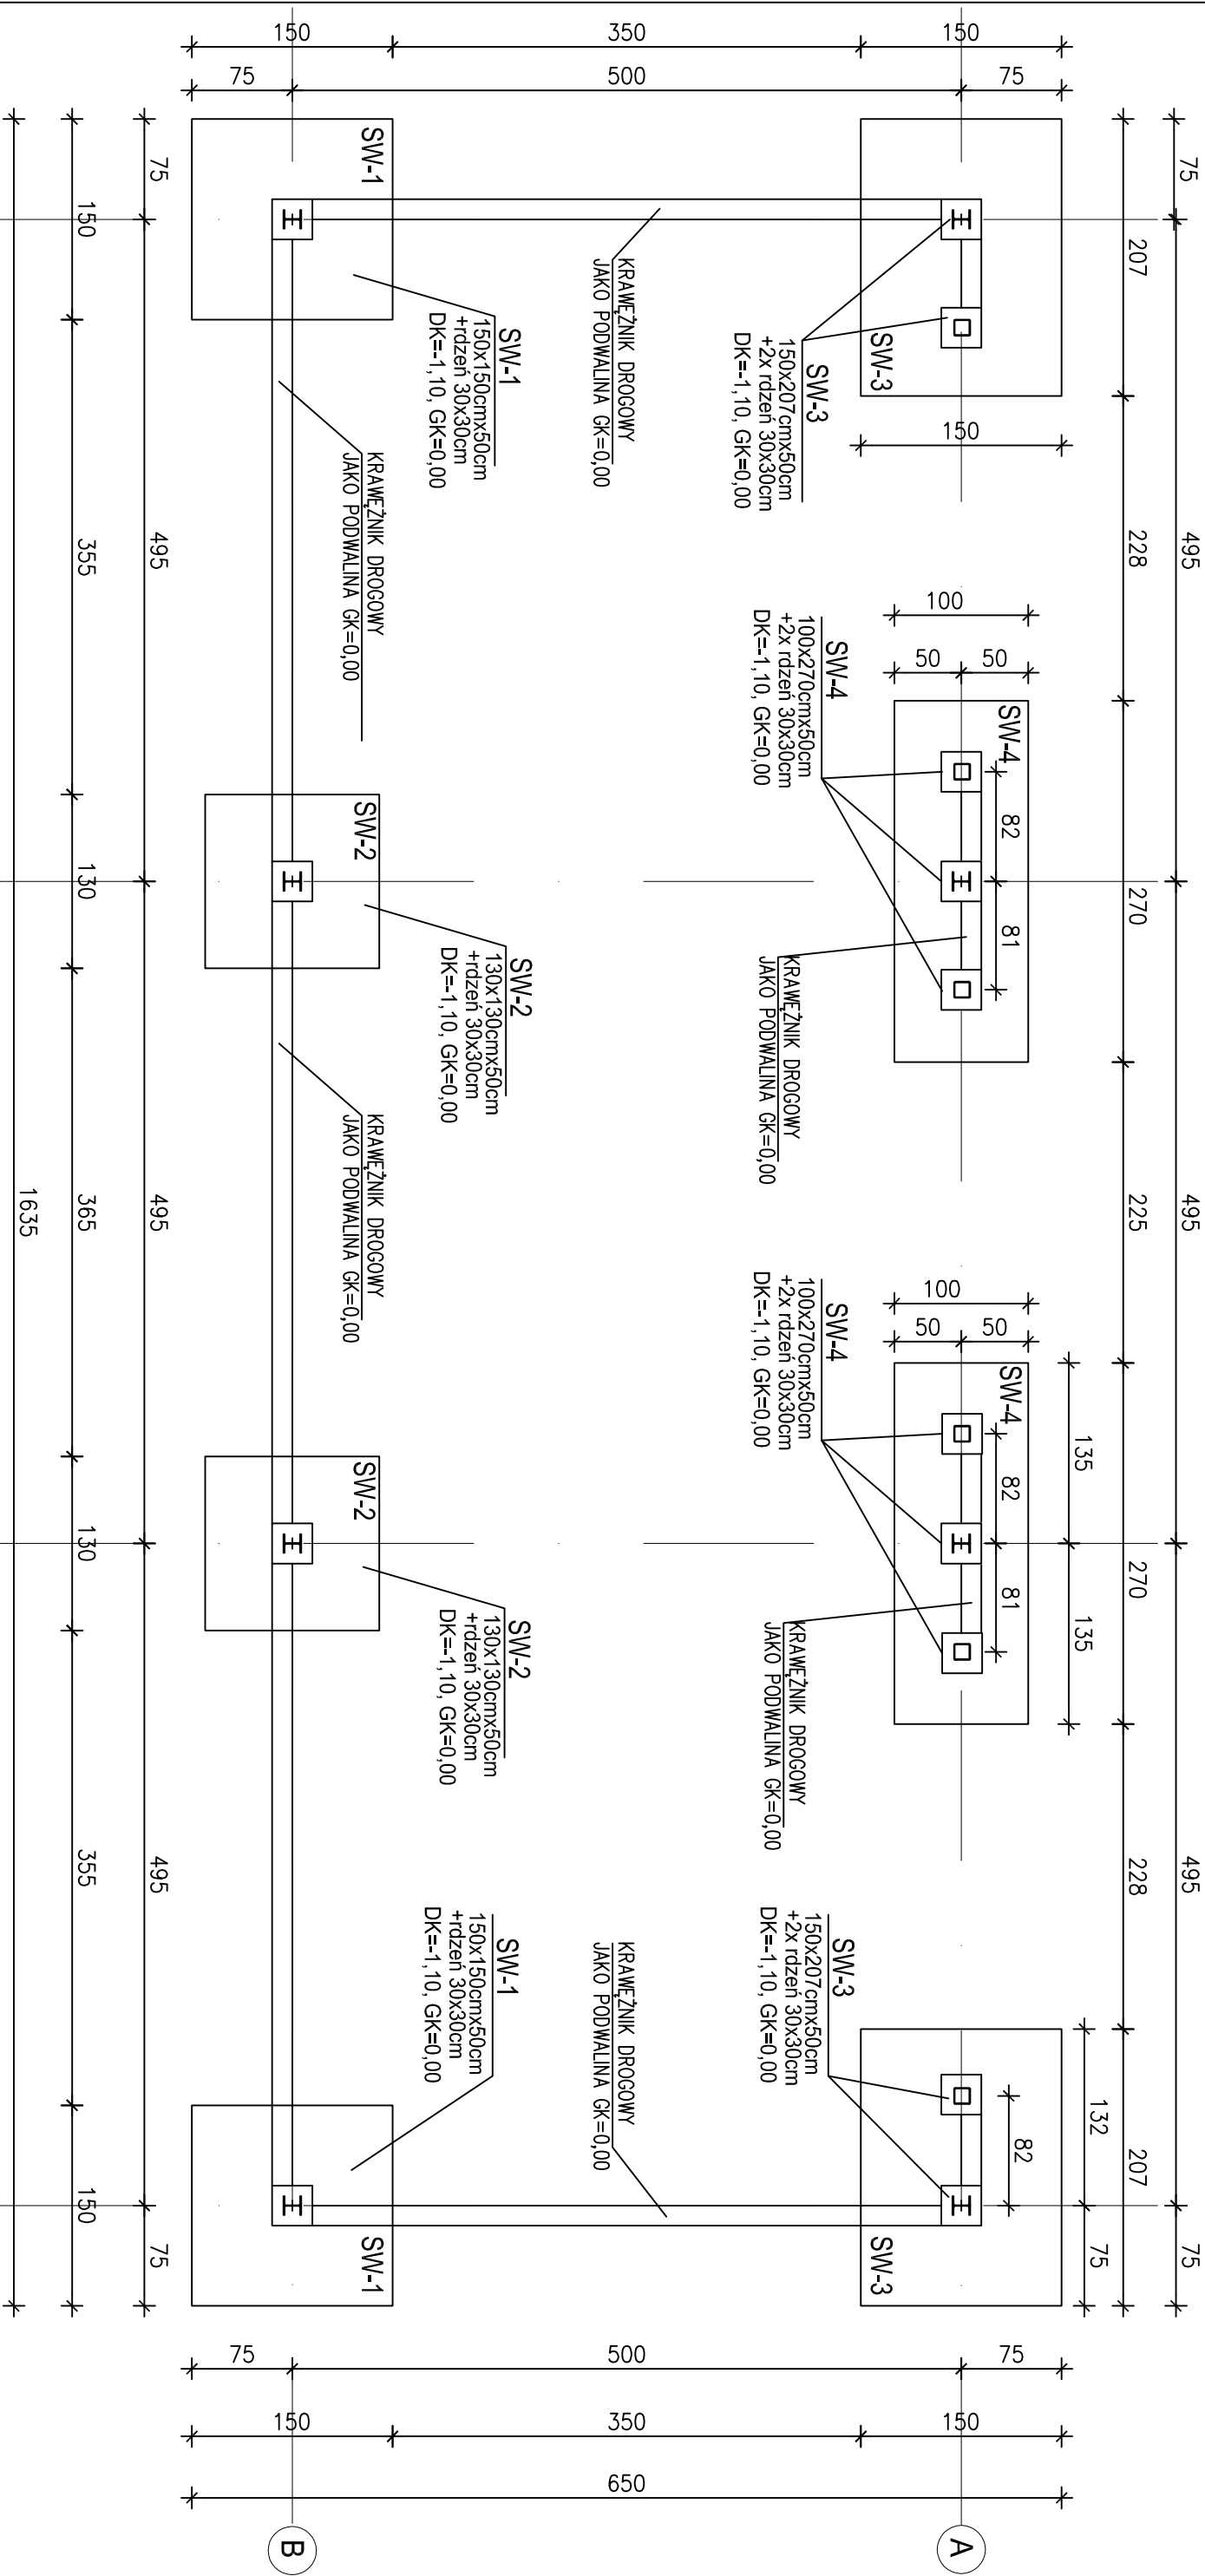 150
350
150
75
500
75
75
495
495
495
75
207
228
270
225
270
228
207
SW-3
150
SW-3
150x207cmx50cm
+2x rdzeń 30x30cm
DK=-1,10, GK=0,00
100
50
50
SW-4
82
81
SW-4
100x270cmx50cm
+2x rdzeń 30x30cm
DK=-1,10, GK=0,00
KRAWĘŻNIK DROGOWY
JAKO PODWALINA GK=0,00
100
50
50
135
135
SW-4
82
81
SW-4
100x270cmx50cm
+2x rdzeń 30x30cm
DK=-1,10, GK=0,00
KRAWĘŻNIK DROGOWY
JAKO PODWALINA GK=0,00
132
75
82
SW-3
SW-3
150x207cmx50cm
+2x rdzeń 30x30cm
DK=-1,10, GK=0,00
KRAWĘŻNIK DROGOWY
JAKO PODWALINA GK=0,00
KRAWĘŻNIK DROGOWY
JAKO PODWALINA GK=0,00
SW-1
SW-1
150x150cmx50cm
+rdzeń 30x30cm
DK=-1,10, GK=0,00
KRAWĘŻNIK DROGOWY
JAKO PODWALINA GK=0,00
SW-2
SW-2
130x130cmx50cm
+rdzeń 30x30cm
DK=-1,10, GK=0,00
KRAWĘŻNIK DROGOWY
JAKO PODWALINA GK=0,00
SW-2
SW-2
130x130cmx50cm
+rdzeń 30x30cm
DK=-1,10, GK=0,00
SW-1
150x150cmx50cm
+rdzeń 30x30cm
DK=-1,10, GK=0,00
SW-1
75
495
495
495
75
150
355
130
365
130
355
150
1635
75
500
75
150
350
150
650
A
B